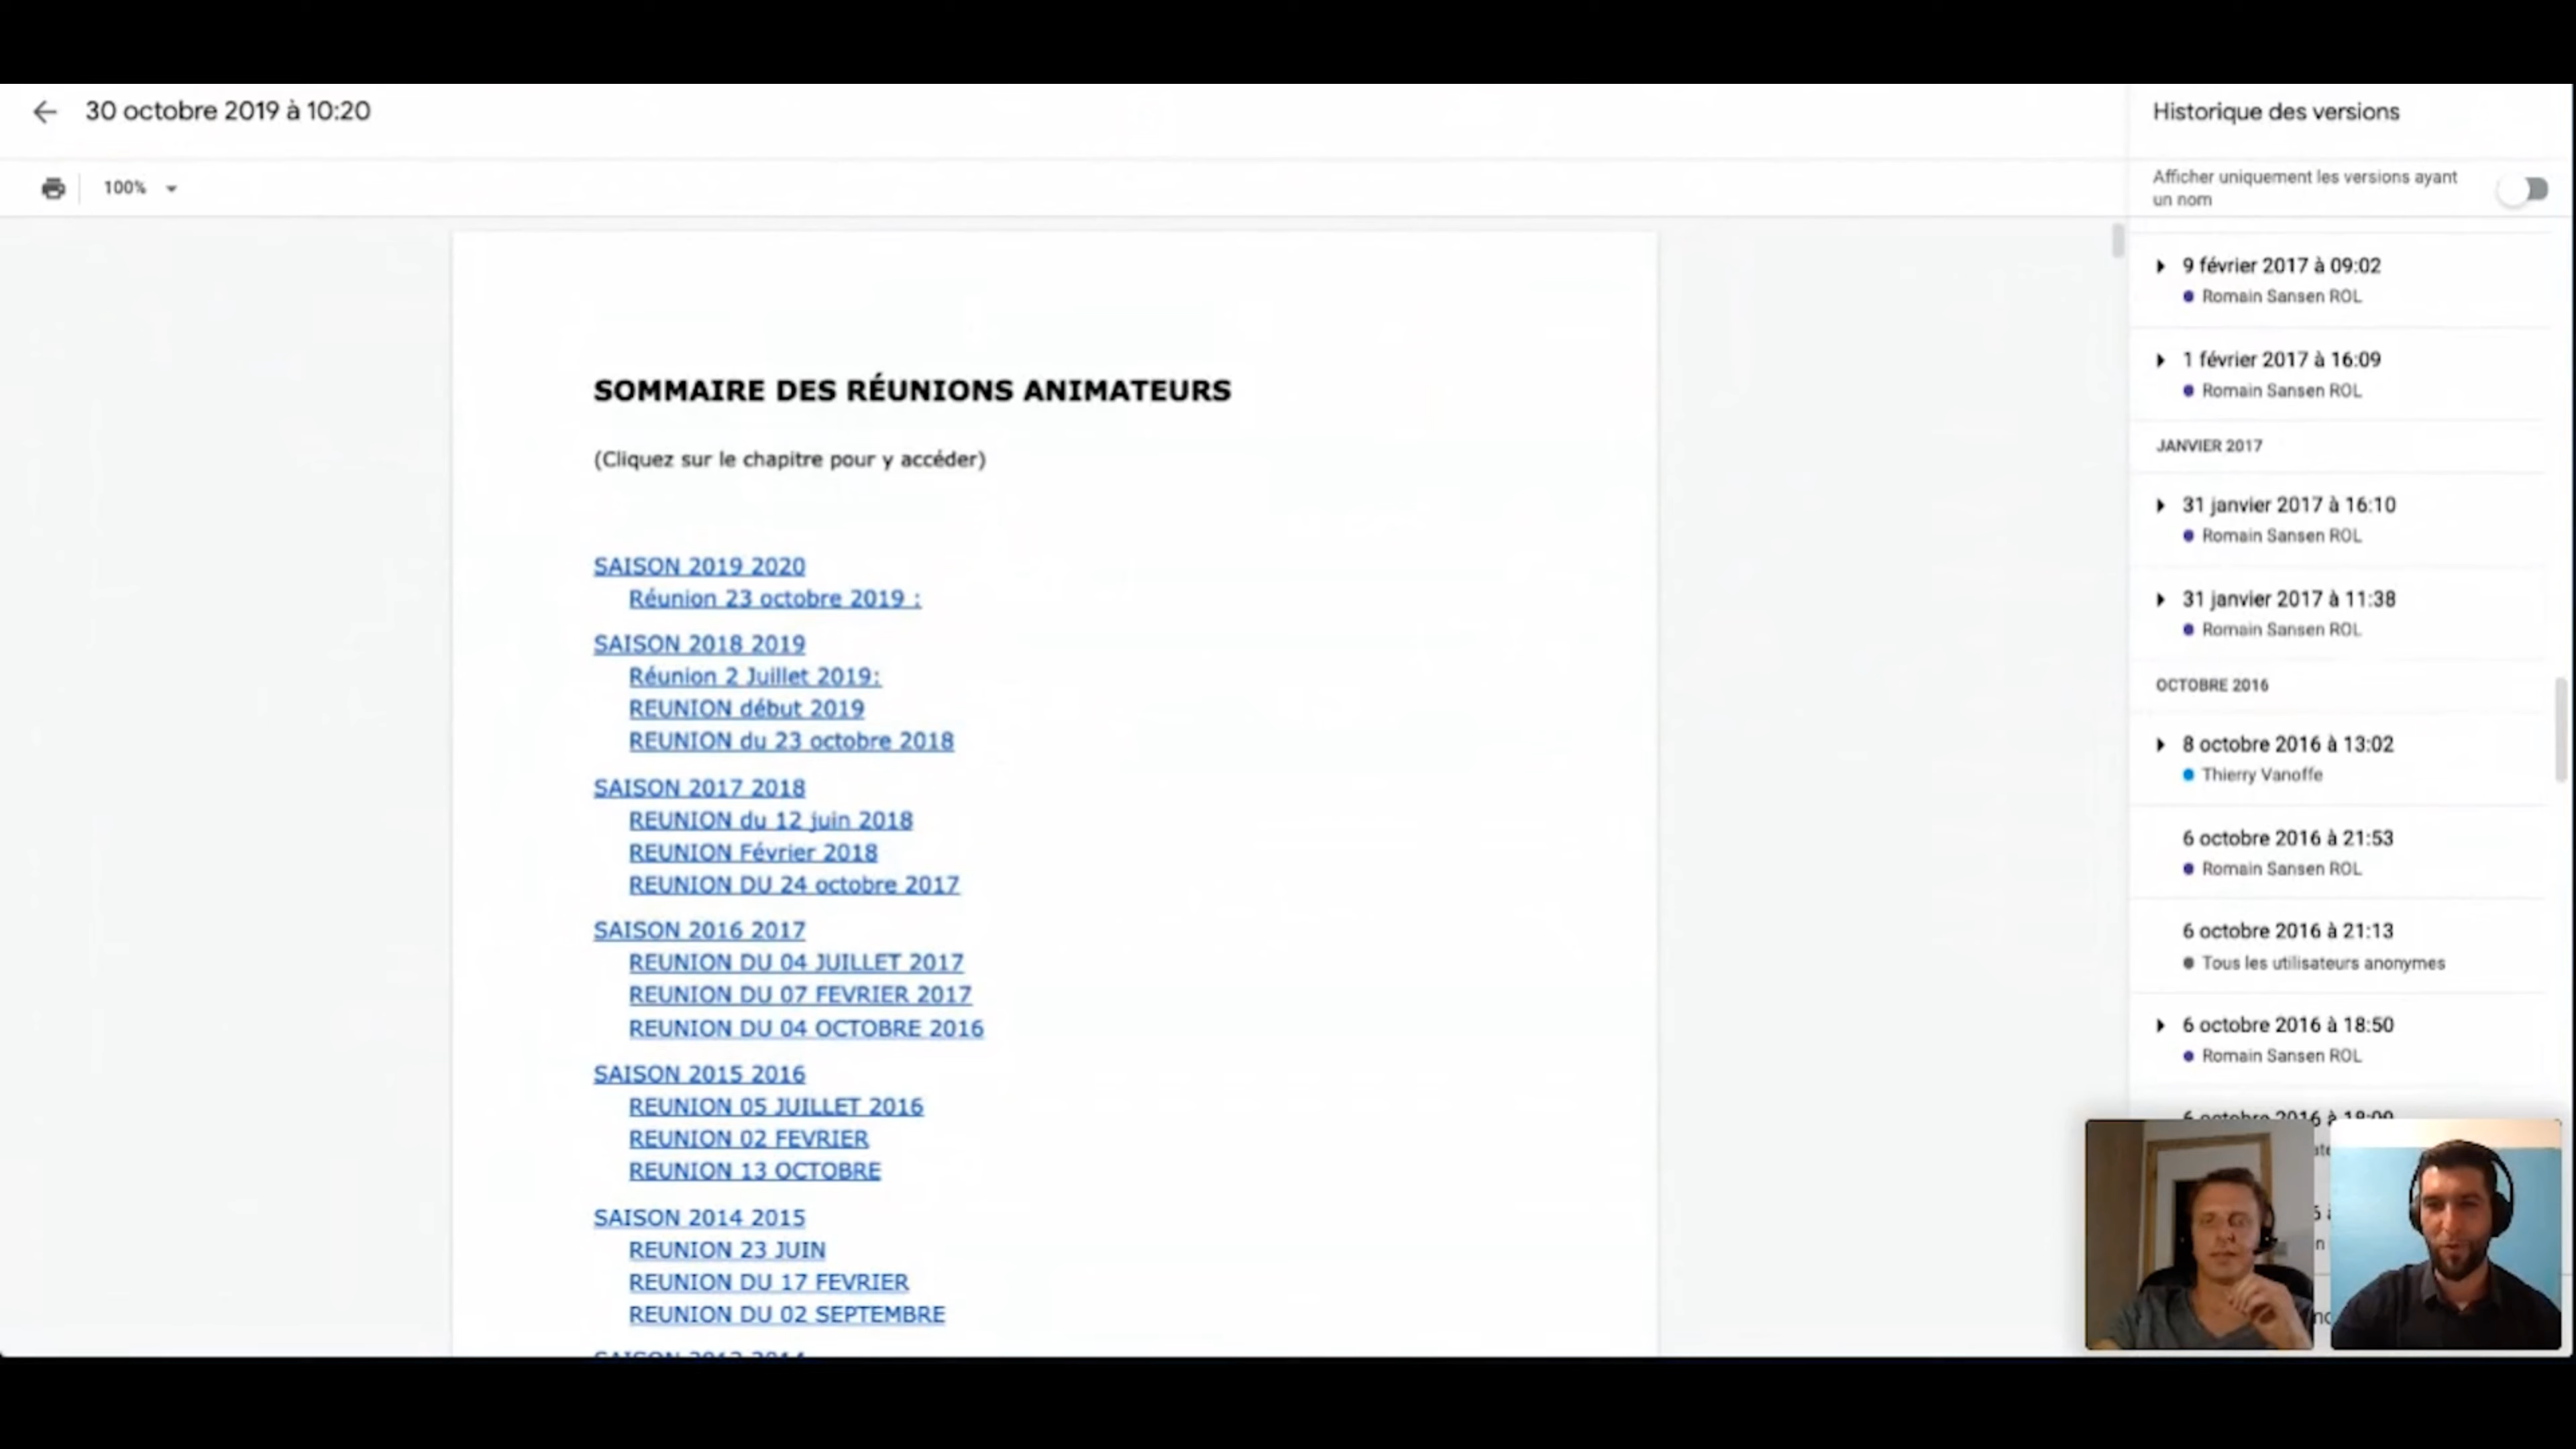 30 octobre 2019 à 10:20
100%
SOMMAIRE DES RÉUNIONS ANIMATEURS
(Cliquez sur le chapitre pour y accéder)
SAISON 2019 2020
Réunion 23 octobre 2019 :
SAISON 2018 2019
Réunion 2 Juillet 2019:
REUNION début 2019
REUNION du 23 octobre 2018
SAISON 2017 2018
REUNION du 12 juin 2018
REUNION Février 2018
REUNION DU 24 octobre 2017
SAISON 2016 2017
REUNION DU 04 JUILLET 2017
REUNION DU 07 FEVRIER 2017
REUNION DU 04 OCTOBRE 2016
SAISON 2015 2016
REUNION 05 JUILLET 2016
REUNION 02 FEVRIER
REUNION 13 OCTOBRE
SAISON 2014 2015
REUNION 23 JUIN
REUNION DU 17 FEVRIER
REUNION DU 02 SEPTEMBRE
Historique des versions
Afficher uniquement les versions ayant
un nom
9 février 2017 à 09:02
Romain Sansen ROL
1 février 2017 à 16:09
Romain Sansen ROL
JANVIER 2017
31 janvier 2017 à 16:10
Romain Sansen ROL
31 janvier 2017 à 11:38
Romain Sansen ROL
OCTOBRE 2016
8 octobre 2016 à 13:02
Thierry Vanoffe
6 octobre 2016 à 21:53
Romain Sansen ROL
6 octobre 2016 à 21:13
Tous les utilisateurs anonymes
6 octobre 2016 à 18:50
Romain Sansen ROL